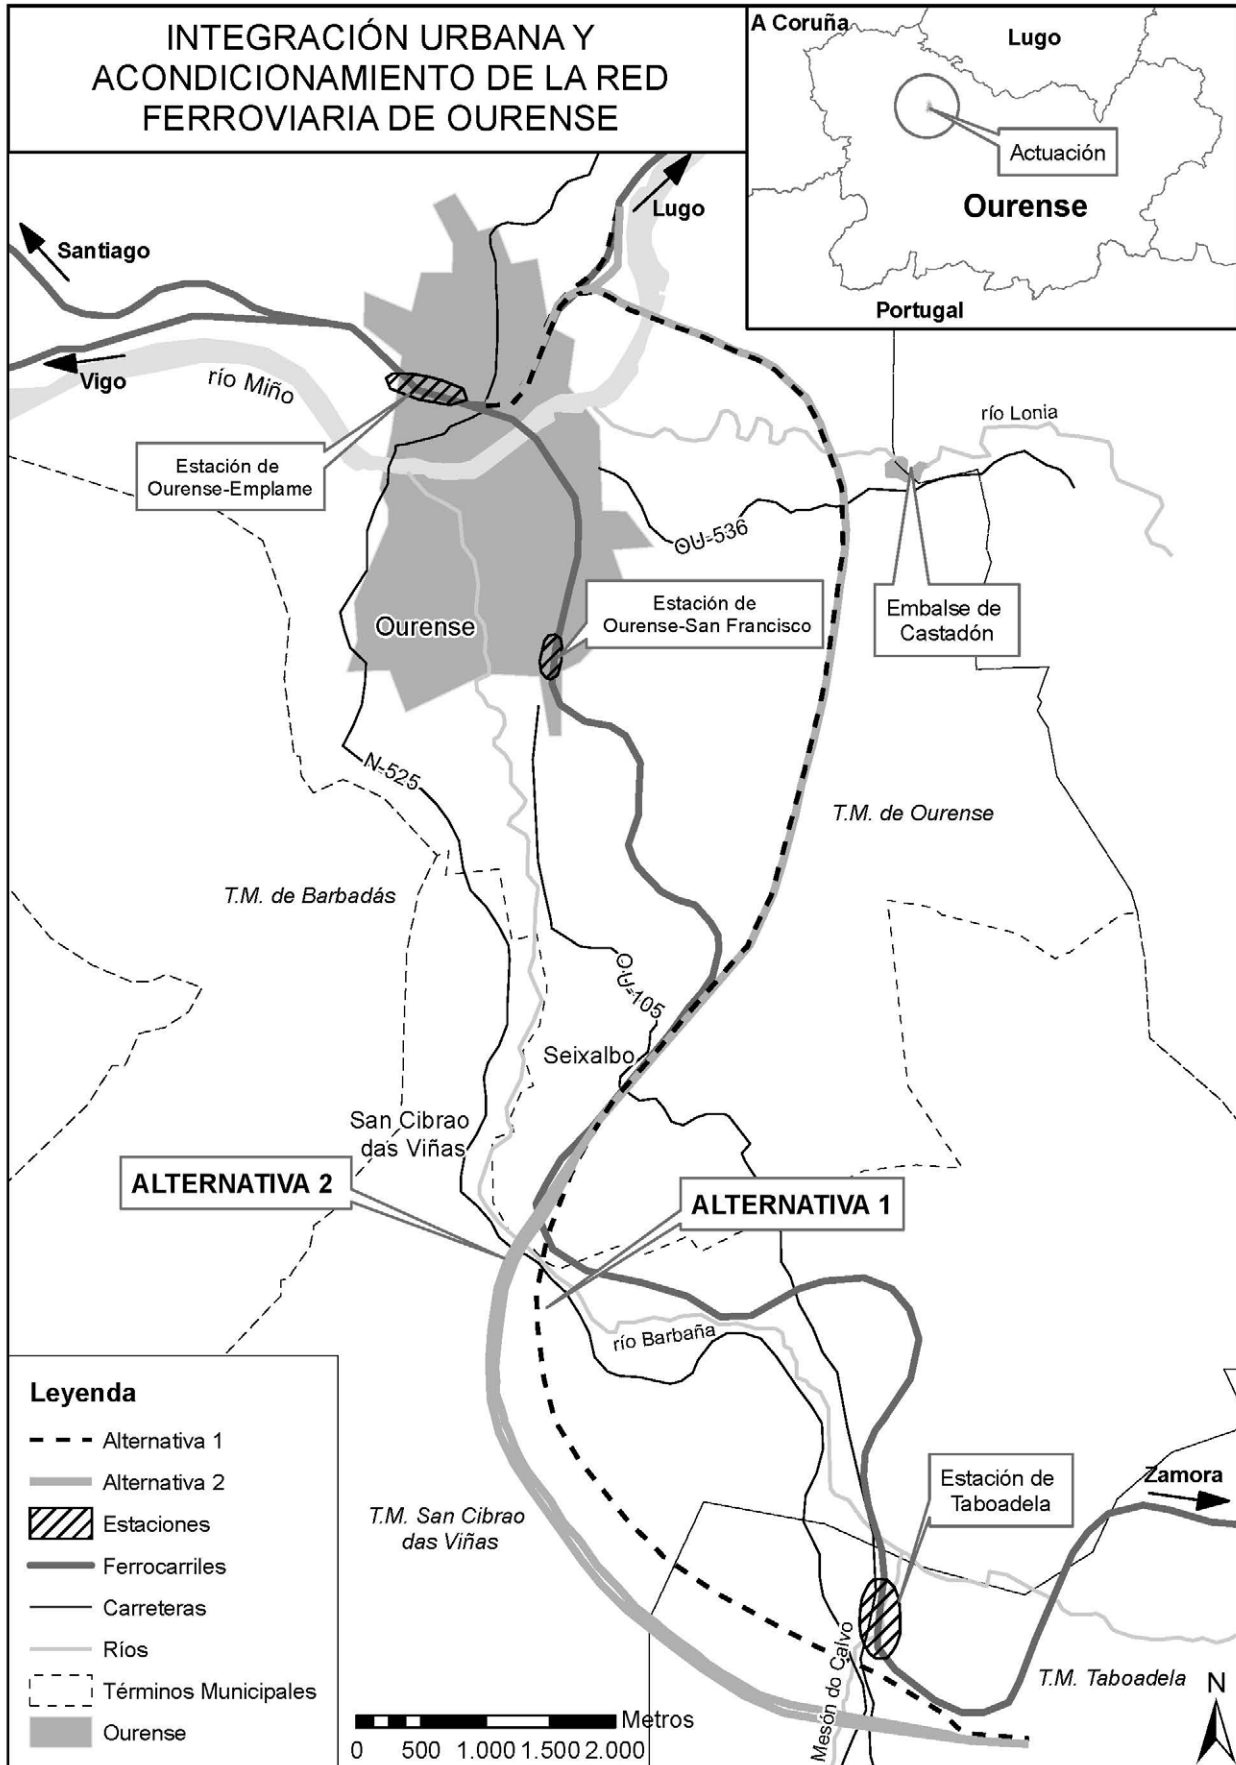 INTEGRACIÓN URBANA Y
ACONDICIONAMIENTO DE LA RED
FERROVIARIA DE OURENSE
A Coruña
Lugo
Actuación
Ourense
Portugal
Lugo
Santiago
Vigo
río Miño
río Lonia
Estación de
Ourense-Emplame
OU-536
Estación de
Ourense-San Francisco
Embalse de
Castadón
Ourense
N-525
T.M. de Ourense
T.M. de Barbadás
OU-105
Seixalbo
San Cibrao
das Viñas
ALTERNATIVA 2
ALTERNATIVA 1
río Barbaña
Leyenda
Alternativa 1
Alternativa 2
Estaciones
Ferrocarriles
Carreteras
Ríos
Términos Municipales
Ourense
T.M. San Cibrao
das Viñas
Estación de
Taboadela
Zamora
Mesón do Calvo
T.M. Taboadela
N
Metros
0 500 1.000 1.500 2.000